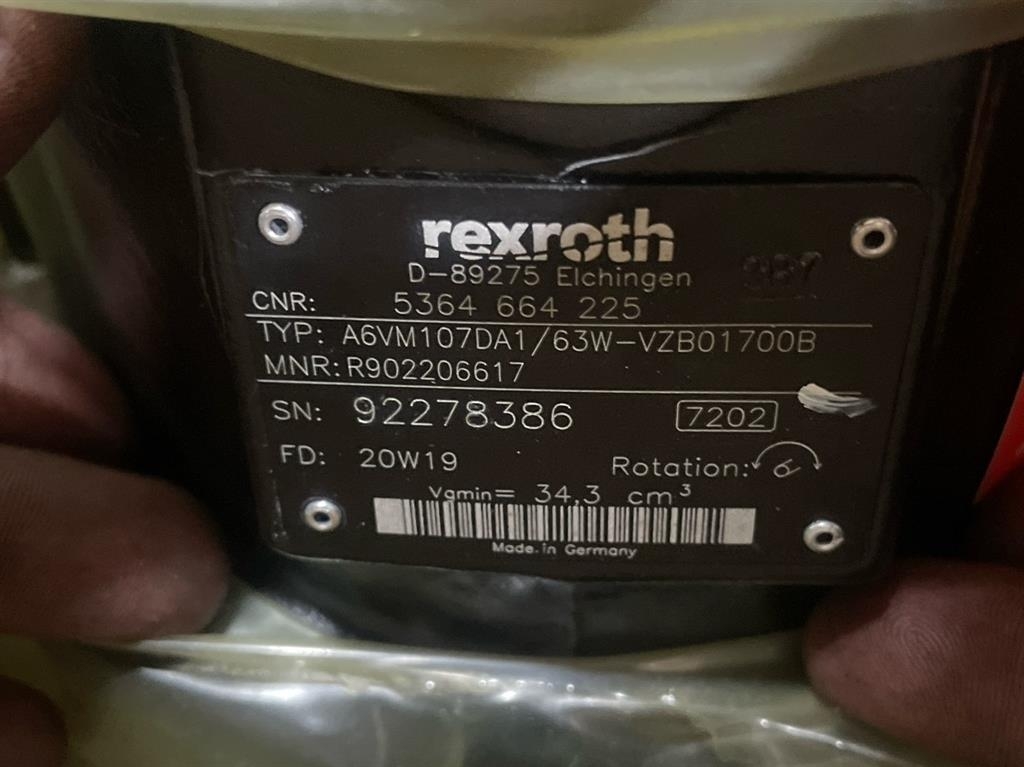 rexroth
D-89275 Elchingen
CNR: 5364 664 225
TYP: A6VM107DA1/63W-VZB01700B
MNR: R902206617
SN: 92278386 7202
FD: 20W19 Rotation:
Vgmin= 34,3 cm³
Made in Germany